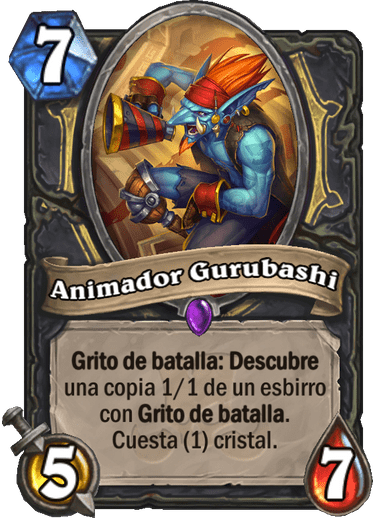 7
Animador Gurubashi
Grito de batalla: Descubre
una copia 1/1 de un esbirro
con Grito de batalla.
Cuesta (1) cristal.
5
7